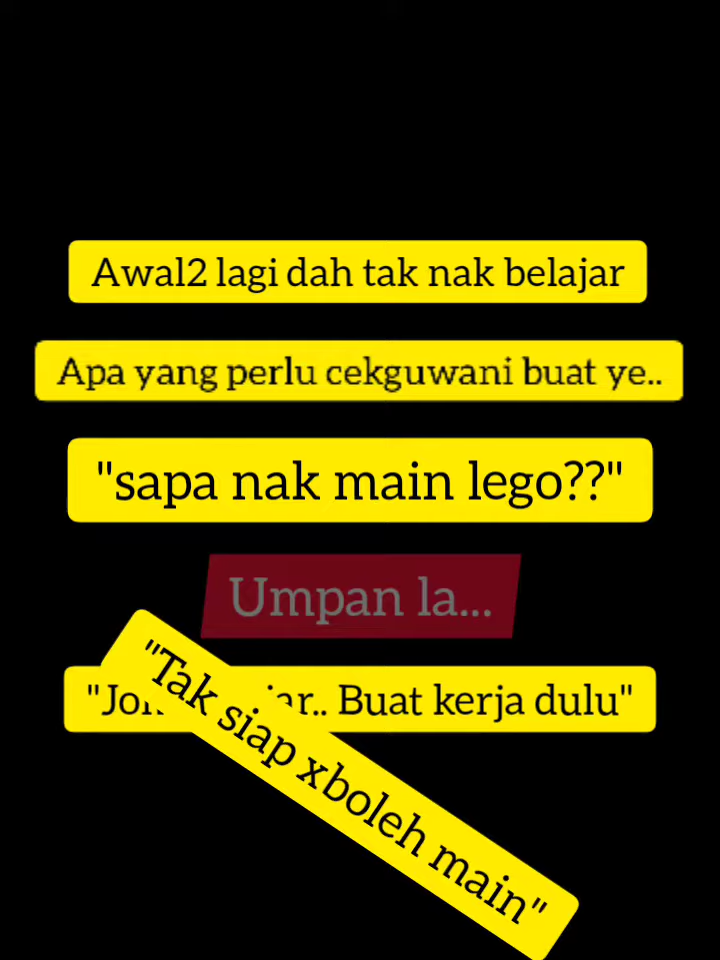 Awal2 lagi dah tak nak belajar
Apa yang perlu cekguwani buat ye..
"sapa nak main lego??"
Umpan la...
Buat kerja dulu"
"Tak siap xboleh main"